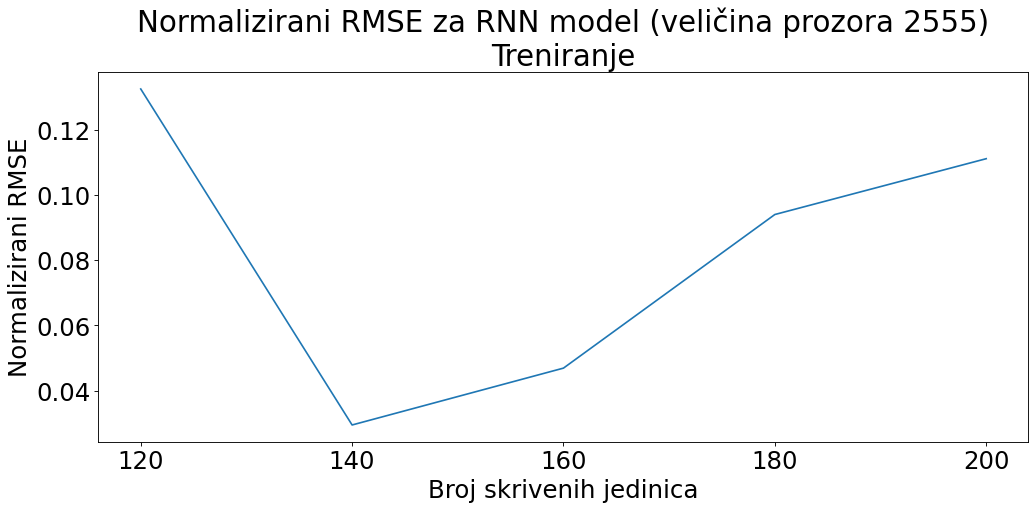 Normalizirani RMSE za RNN model (veličina prozora 2555)
Treniranje
Normalizirani RMSE
0.12
0.10
0.08
0.06
0.04
120 140 160 180 200
Broj skrivenih jedinica